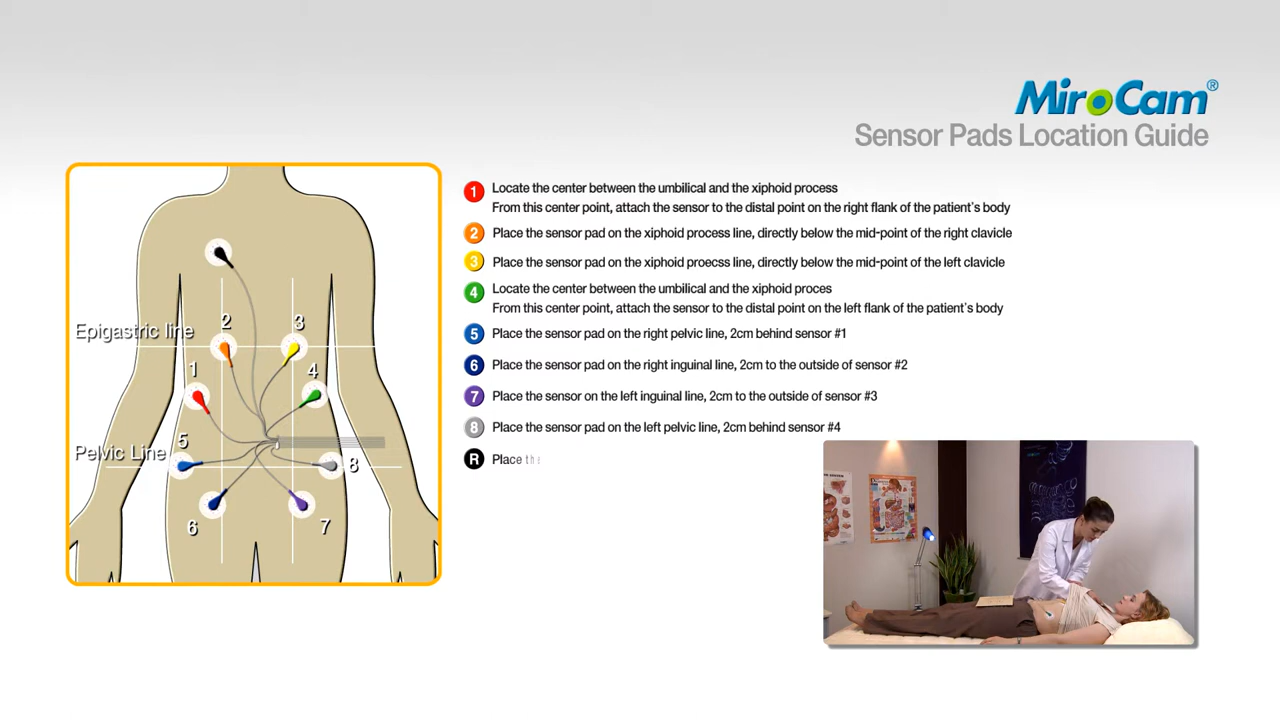 MiroCam®
Sensor Pads Location Guide
1 Locate the center between the umbilical and the xiphoid process
From this center point, attach the sensor to the distal point on the right flank of the patient's body
2 Place the sensor pad on the xiphoid process line, directly below the mid-point of the right clavicle
3 Place the sensor pad on the xiphoid proecss line, directly below the mid-point of the left clavicle
4 Locate the center between the umbilical and the xiphoid proces
From this center point, attach the sensor to the distal point on the left flank of the patient's body
5 Place the sensor pad on the right pelvic line, 2cm behind sensor #1
6 Place the sensor pad on the right inguinal line, 2cm to the outside of sensor #2
7 Place the sensor on the left inguinal line, 2cm to the outside of sensor #3
8 Place the sensor pad on the left pelvic line, 2cm behind sensor #4
R Place the
Epigastric line
2
3
1
4
Pelvic Line
5
8
6
7